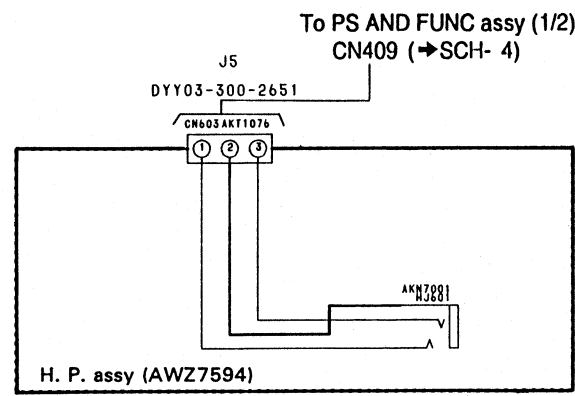 To PS AND FUNC assy (1/2)
CN409 (➔SCH- 4)
J5
DYY03-300-2651
CN603 AKT1076
1 2 3
AKN7001
HJ601
H. P. assy (AWZ7594)